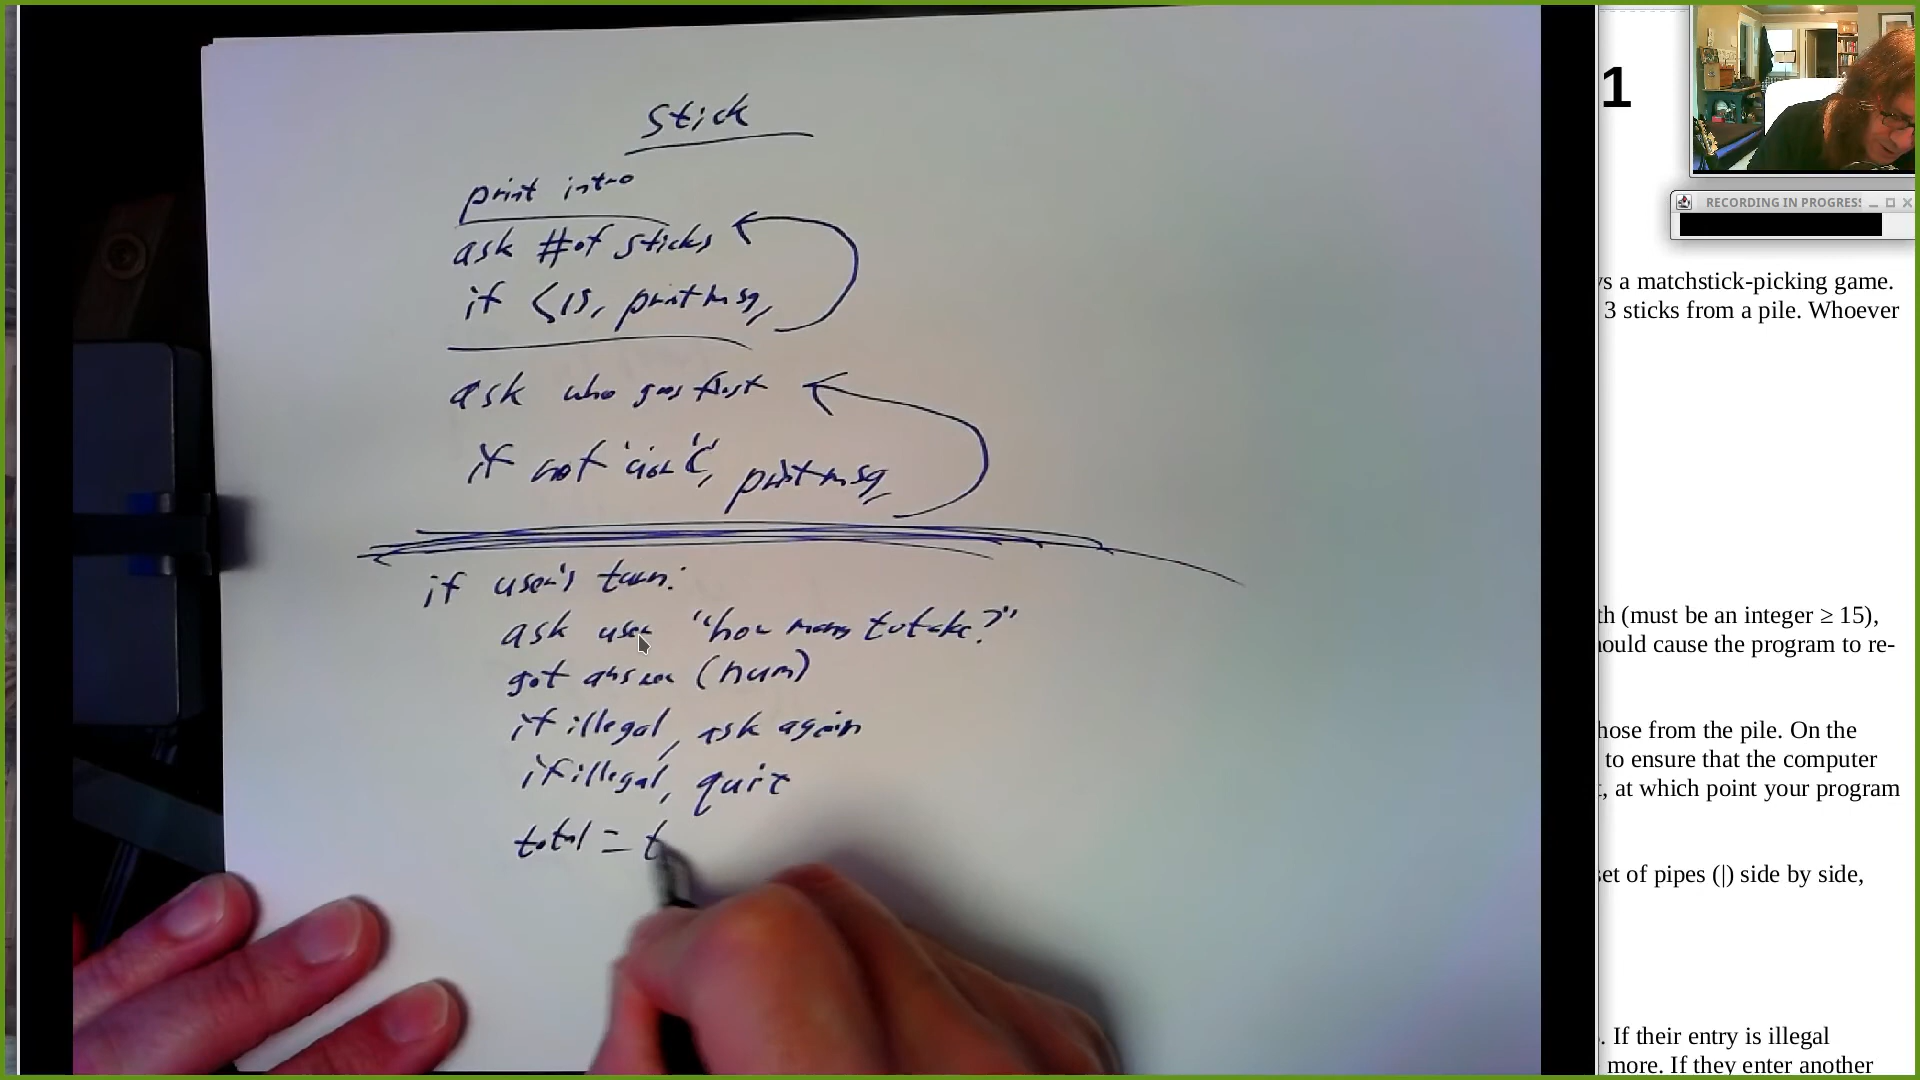 stick
print intro
ask # of sticks
if <15, print msg,
ask who goes first
if not 'c' or 'C', print msg,
if user's turn:
ask user "how many to take?"
got answer (num)
if illegal, ask again
if illegal, quit
total = t
1
RECORDING IN PROGRESS
s a matchstick-picking game.
3 sticks from a pile. Whoever
th (must be an integer ≥ 15),
ould cause the program to re-
hose from the pile. On the
to ensure that the computer
, at which point your program
set of pipes (|) side by side,
. If their entry is illegal
more. If they enter another